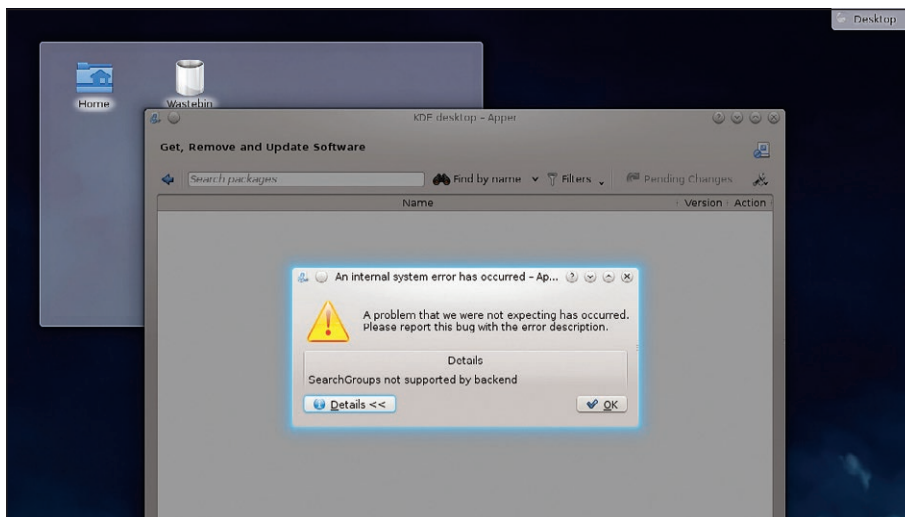 Desktop
Home
Wastebin
KDE desktop – Apper
Get, Remove and Update Software
Search packages
Find by name
Filters
Pending Changes
Name
Version
Action
An internal system error has occurred – Ap...
A problem that we were not expecting has occurred.
Please report this bug with the error description.
Details
SearchGroups not supported by backend
Details <<
OK